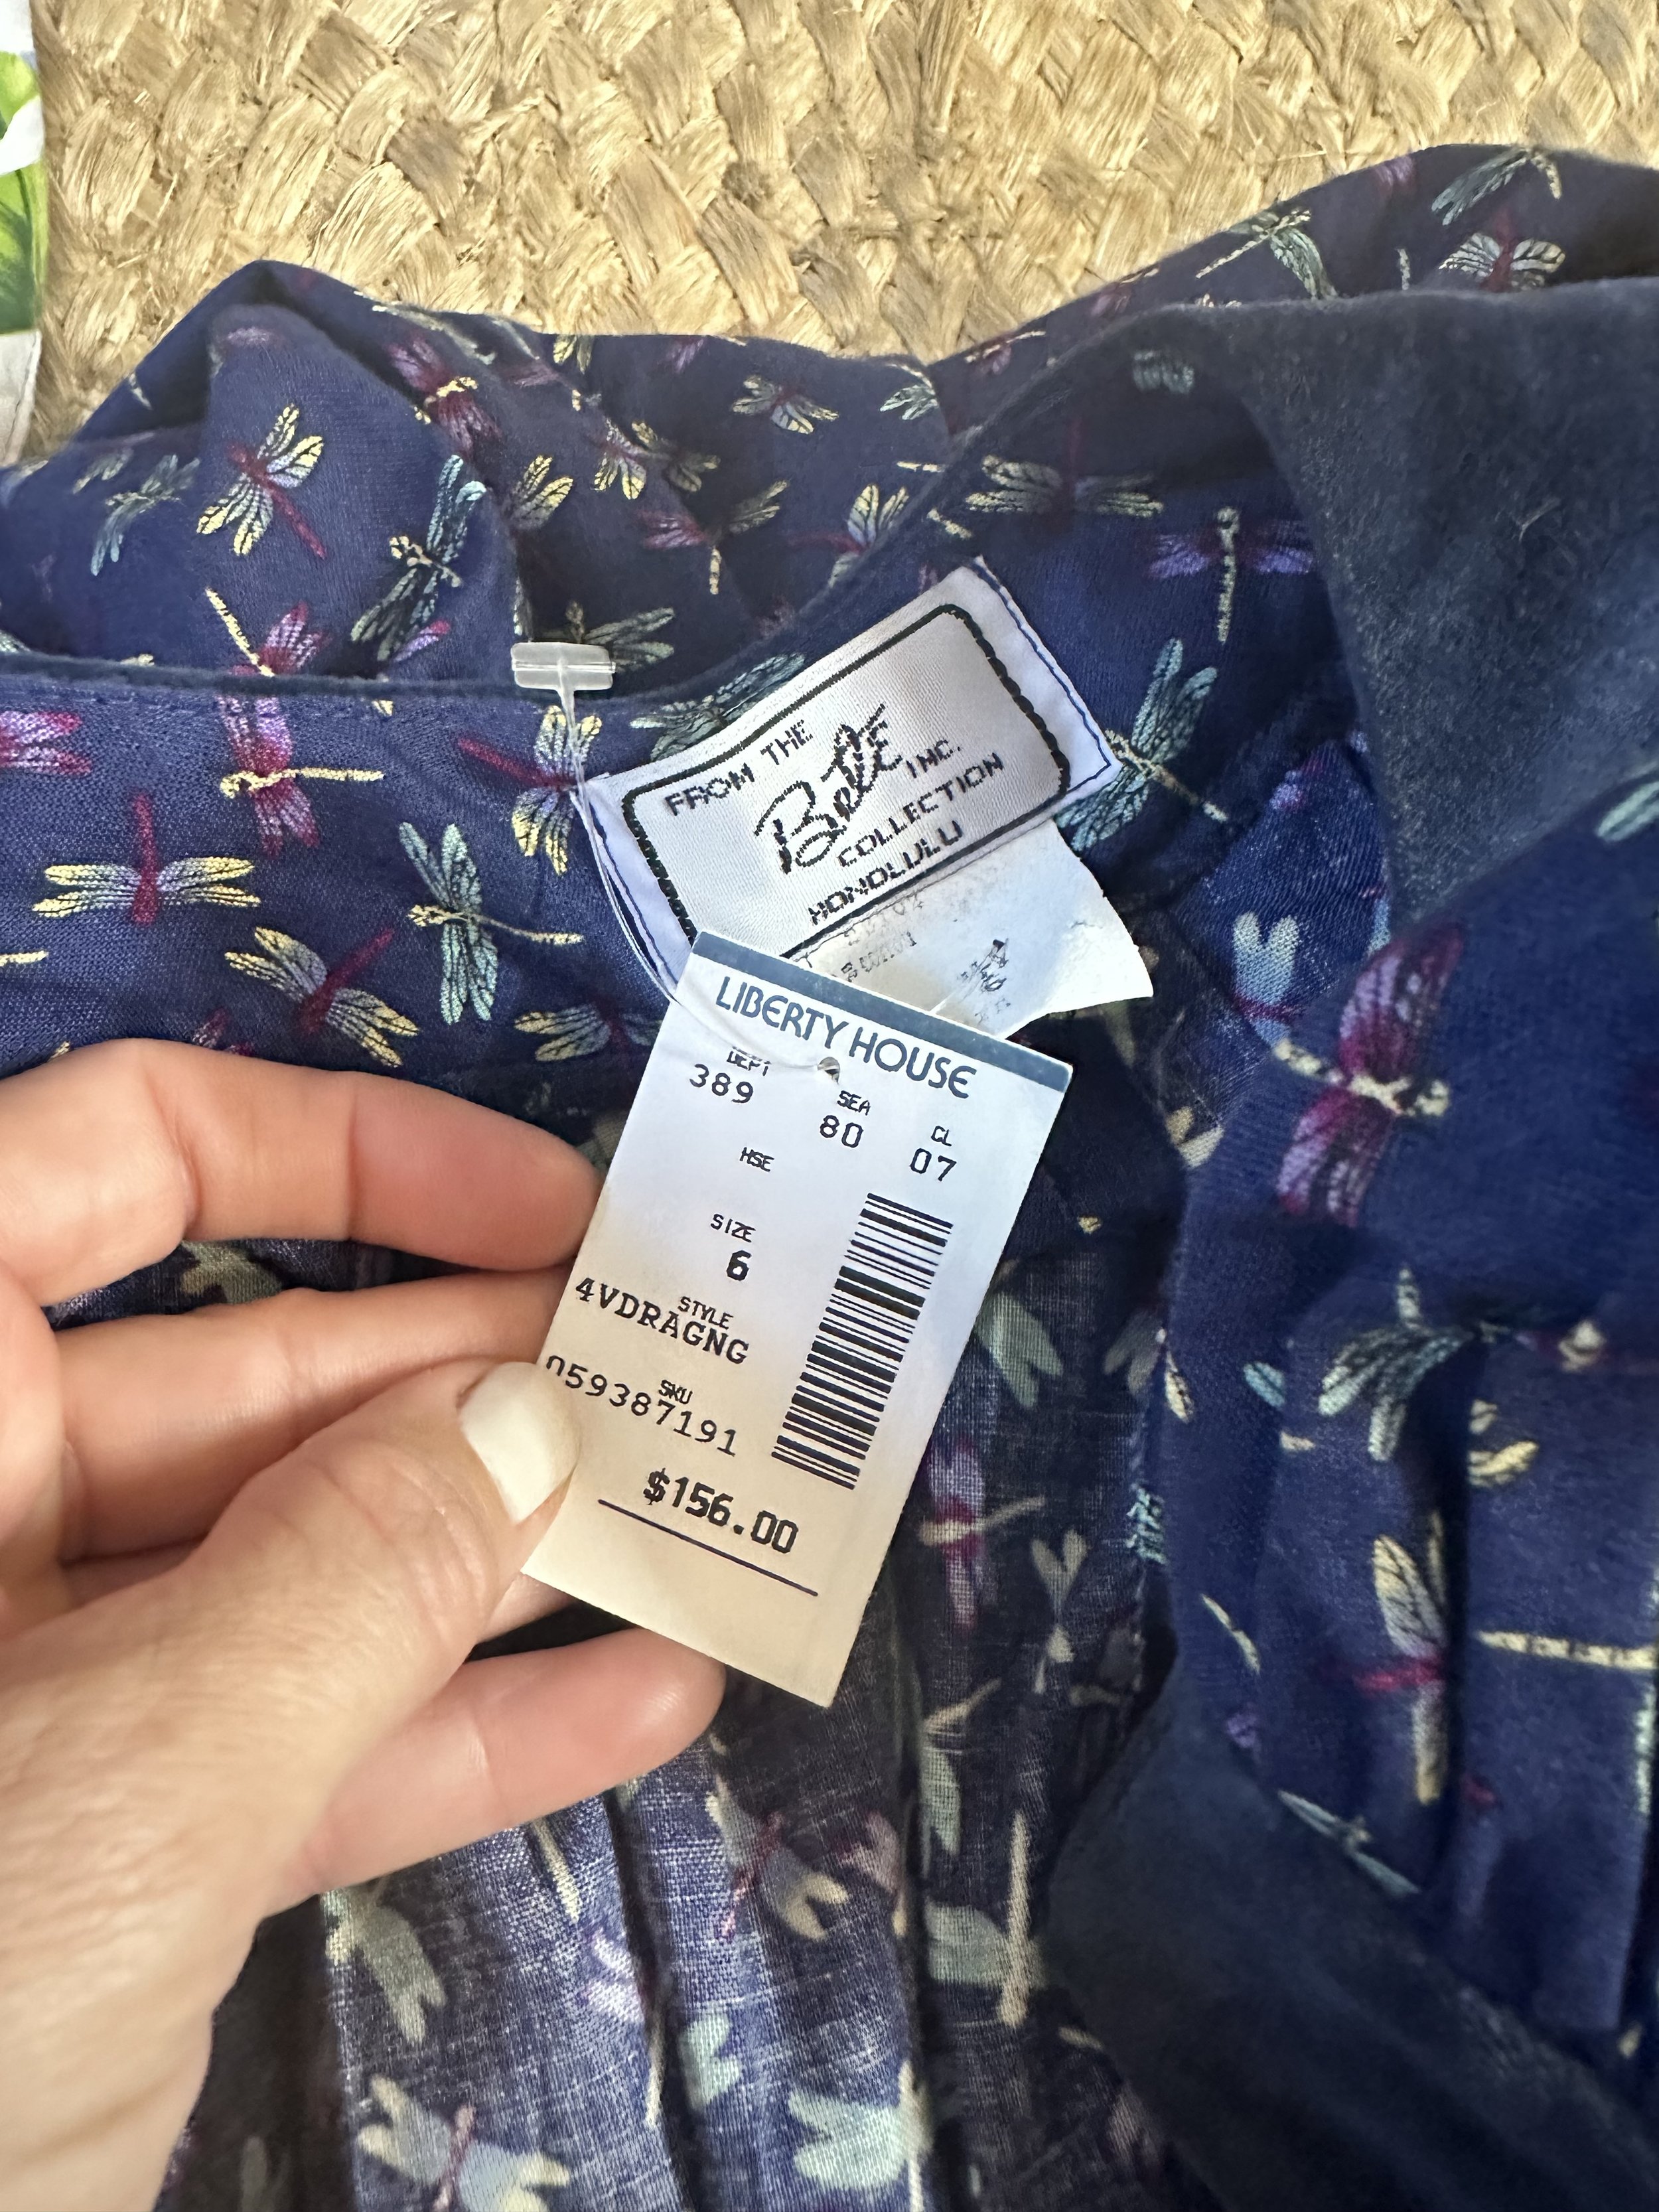 FROM THE
Bete INC.
COLLECTION
HONOLULU
COTTON
LIBERTY HOUSE
DEPT
389
SEA
80
CL
07
HSE
SIZE
6
STYLE
4VDRAGNG
SKU
059387191
$156.00